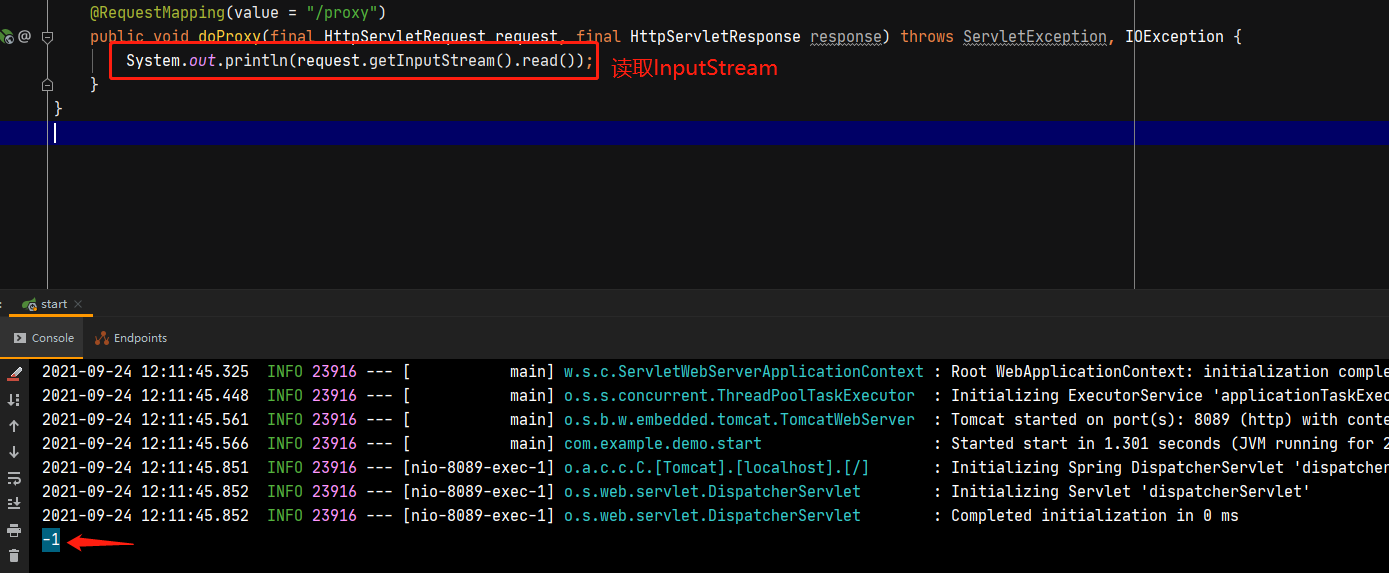 @RequestMapping(value = "/proxy")
public void doProxy(final HttpServletRequest request, final HttpServletResponse response) throws ServletException, IOException {
System.out.println(request.getInputStream().read()); 读取InputStream
}
}
start
Console Endpoints
2021-09-24 12:11:45.325 INFO 23916 --- [ main] w.s.c.ServletWebServerApplicationContext : Root WebApplicationContext: initialization comple
2021-09-24 12:11:45.448 INFO 23916 --- [ main] o.s.s.concurrent.ThreadPoolTaskExecutor : Initializing ExecutorService 'applicationTaskExec
2021-09-24 12:11:45.561 INFO 23916 --- [ main] o.s.b.w.embedded.tomcat.TomcatWebServer : Tomcat started on port(s): 8089 (http) with conte
2021-09-24 12:11:45.566 INFO 23916 --- [ main] com.example.demo.start : Started start in 1.301 seconds (JVM running for 2
2021-09-24 12:11:45.851 INFO 23916 --- [nio-8089-exec-1] o.a.c.c.C.[Tomcat].[localhost].[/] : Initializing Spring DispatcherServlet 'dispatcher
2021-09-24 12:11:45.852 INFO 23916 --- [nio-8089-exec-1] o.s.web.servlet.DispatcherServlet : Initializing Servlet 'dispatcherServlet'
2021-09-24 12:11:45.852 INFO 23916 --- [nio-8089-exec-1] o.s.web.servlet.DispatcherServlet : Completed initialization in 0 ms
-1